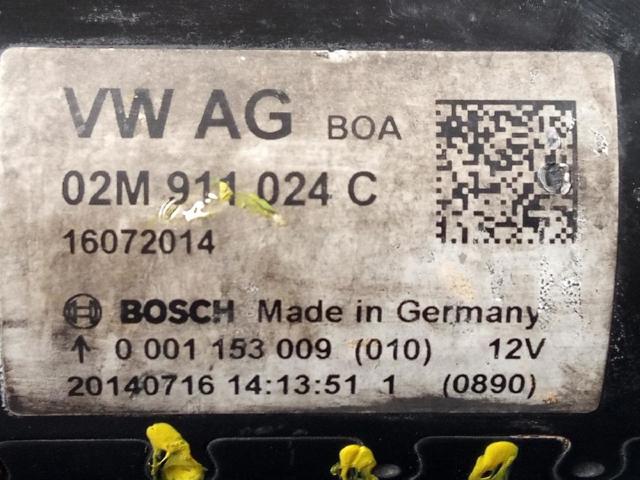 VW AG BOA
02M 911 024 C
16072014
BOSCH Made in Germany
↑ 0 001 153 009 (010) 12V
20140716 14:13:51 1 (0890)